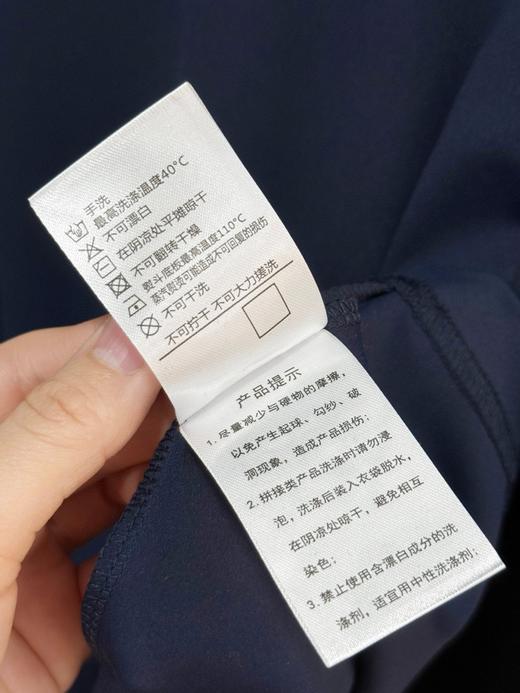 手洗
最高洗涤温度40°C
不可漂白
在阴凉处平摊晾干
不可翻转干燥
熨斗底板最高温度110°C
蒸汽熨烫可能造成不可回复的损伤
不可干洗
不可拧干 不可大力搓洗
产品提示
1. 尽量减少与硬物的摩擦，
以免产生起球、勾纱、破
洞现象，造成产品损伤；
2. 拼接类产品洗涤时请勿浸
泡，洗涤后装入衣袋脱水，
在阴凉处晾干，避免相互
染色；
3. 禁止使用含漂白成分的洗
涤剂，适宜用中性洗涤剂；